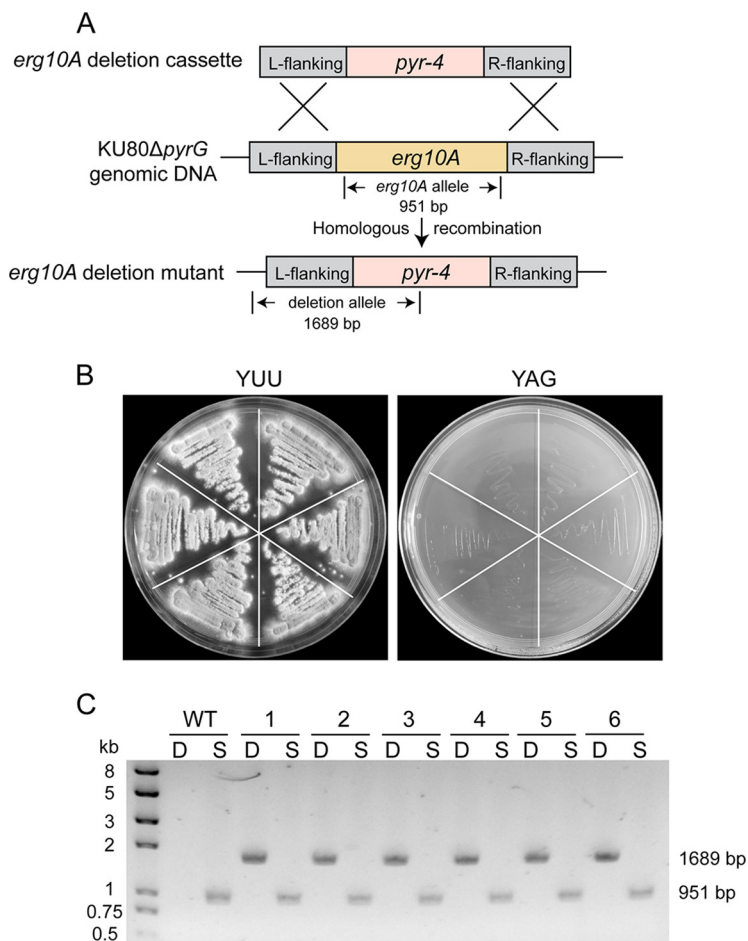 A
erg10A deletion cassette
L-flanking pyr-4 R-flanking
KU80ΔpyrG
genomic DNA
L-flanking erg10A R-flanking
erg10A allele
951 bp
Homologous recombination
erg10A deletion mutant
L-flanking pyr-4 R-flanking
deletion allele
1689 bp
B
YUU YAG
C
WT 1 2 3 4 5 6
kb D S D S D S D S D S D S D S
8
5
3
2
1689 bp
1
951 bp
0.75
0.5